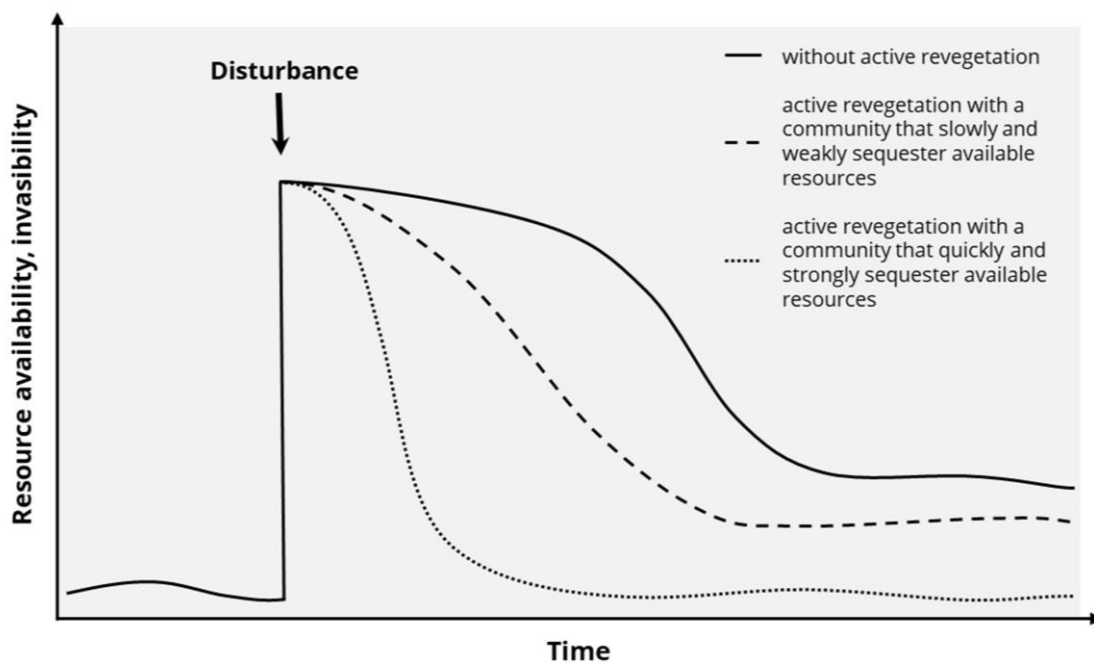 Disturbance
without active revegetation
active revegetation with a
community that slowly and
weakly sequester available
resources
active revegetation with a
community that quickly and
strongly sequester available
resources
Resource availability, invasibility
Time